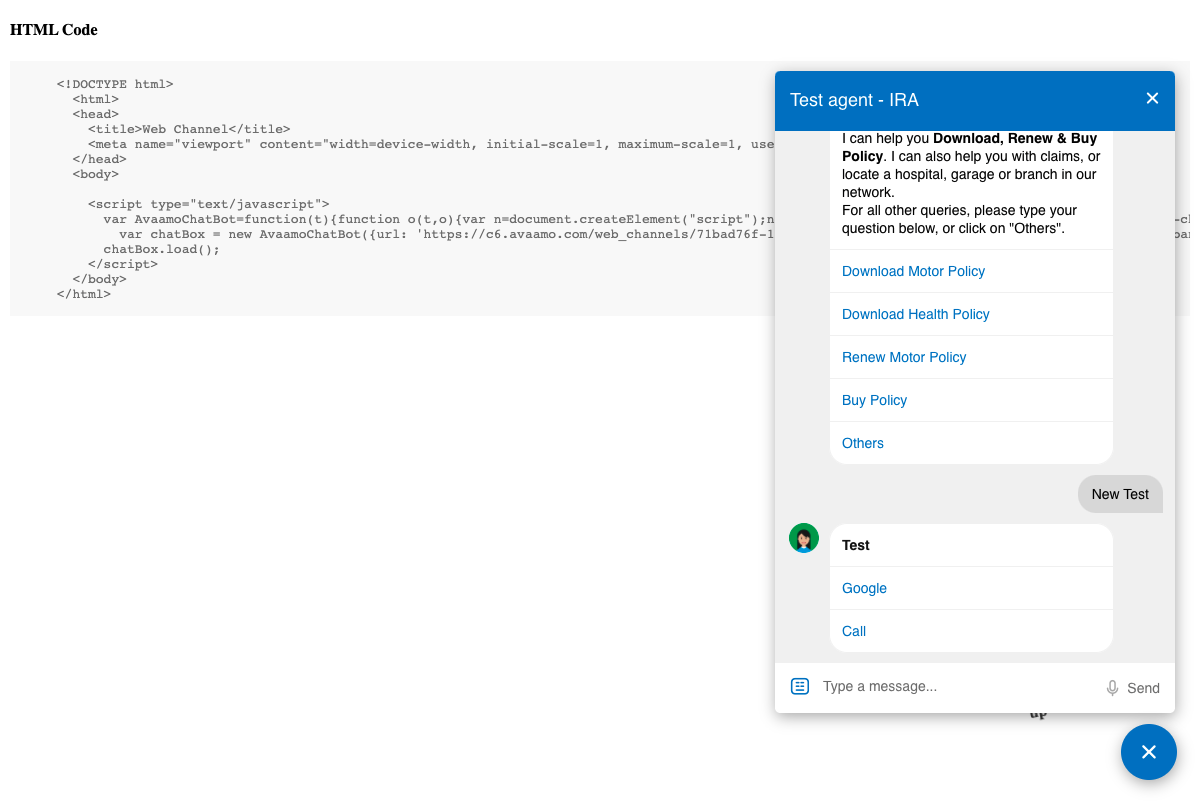 HTML Code
<!DOCTYPE html>
<html>
<head>
<title>Web Channel</title>
<meta name="viewport" content="width=device-width, initial-scale=1, maximum-scale=1, use
</head>
<body>
<script type="text/javascript">
var AvaamoChatBot=function(t){function o(t,o){var n=document.createElement("script");n
var chatBox = new AvaamoChatBot({url: 'https://c6.avaamo.com/web_channels/71bad76f-1
chatBox.load();
</script>
</body>
</html>
Test agent - IRA
I can help you Download, Renew & Buy
Policy. I can also help you with claims, or
locate a hospital, garage or branch in our
network.
For all other queries, please type your
question below, or click on "Others".
Download Motor Policy
Download Health Policy
Renew Motor Policy
Buy Policy
Others
New Test
Test
Google
Call
Type a message...
Send
up